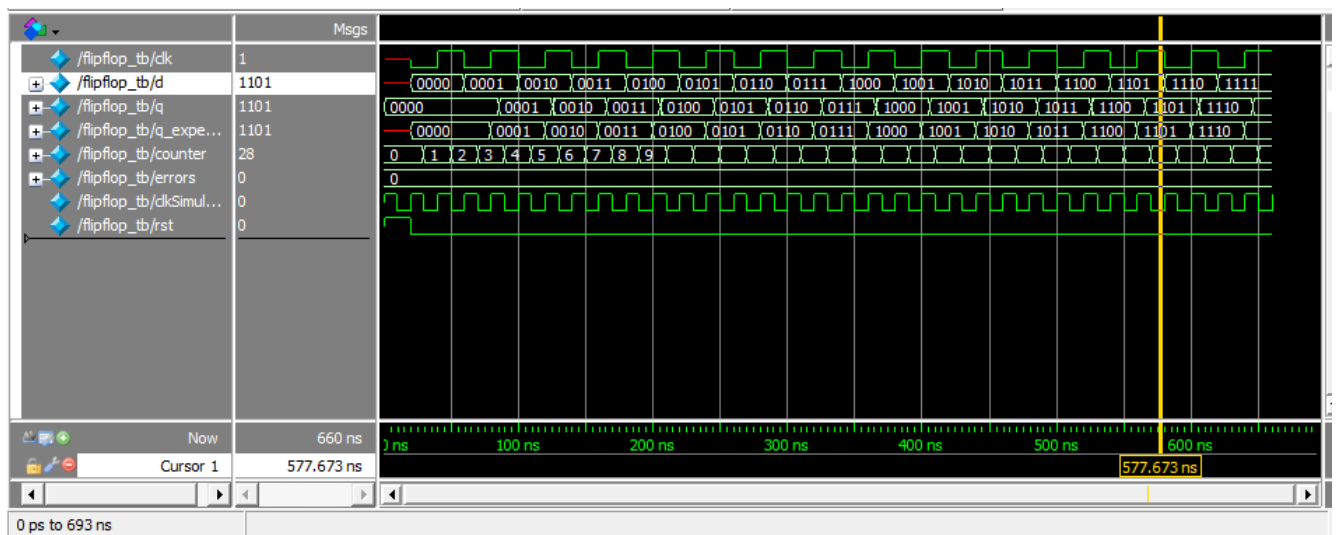 Msgs
/flipflop_tb/clk 1
/flipflop_tb/d 1101 0000 0001 0010 0011 0100 0101 0110 0111 1000 1001 1010 1011 1100 1101 1110 1111
/flipflop_tb/q 1101 0000 0001 0010 0011 0100 0101 0110 0111 1000 1001 1010 1011 1100 1101 1110
/flipflop_tb/q_expe... 1101 0000 0001 0010 0011 0100 0101 0110 0111 1000 1001 1010 1011 1100 1101 1110
/flipflop_tb/counter 28 0 1 2 3 4 5 6 7 8 9
/flipflop_tb/errors 0 0
/flipflop_tb/clkSimul... 0
/flipflop_tb/rst 0
Now 660 ns ns 100 ns 200 ns 300 ns 400 ns 500 ns 600 ns
Cursor 1 577.673 ns 577.673 ns
0 ps to 693 ns